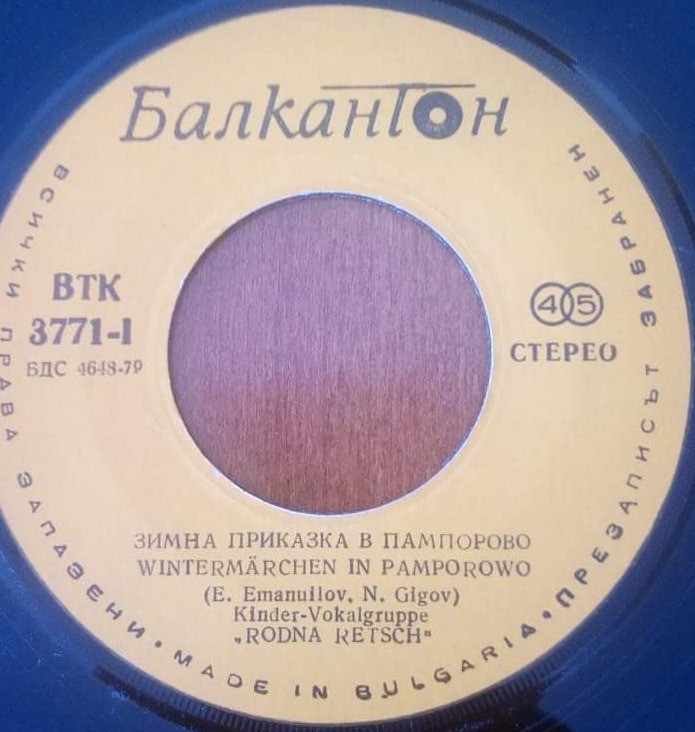 Балкантон
ВСИЧКИ ПРАВА ЗАПАЗЕНИ • MADE IN BULGARIA • ПРЕЗАПИСЪТ ЗАБРАНЕН
ВТК
3771-I
БДС 4648-79
45
СТЕРЕО
ЗИМНА ПРИКАЗКА В ПАМПОРОВО
WINTERMÄRCHEN IN PAMPOROWO
(E. Emanuilov, N. Gigov)
Kinder-Vokalgruppe
„RODNA RETSCH"